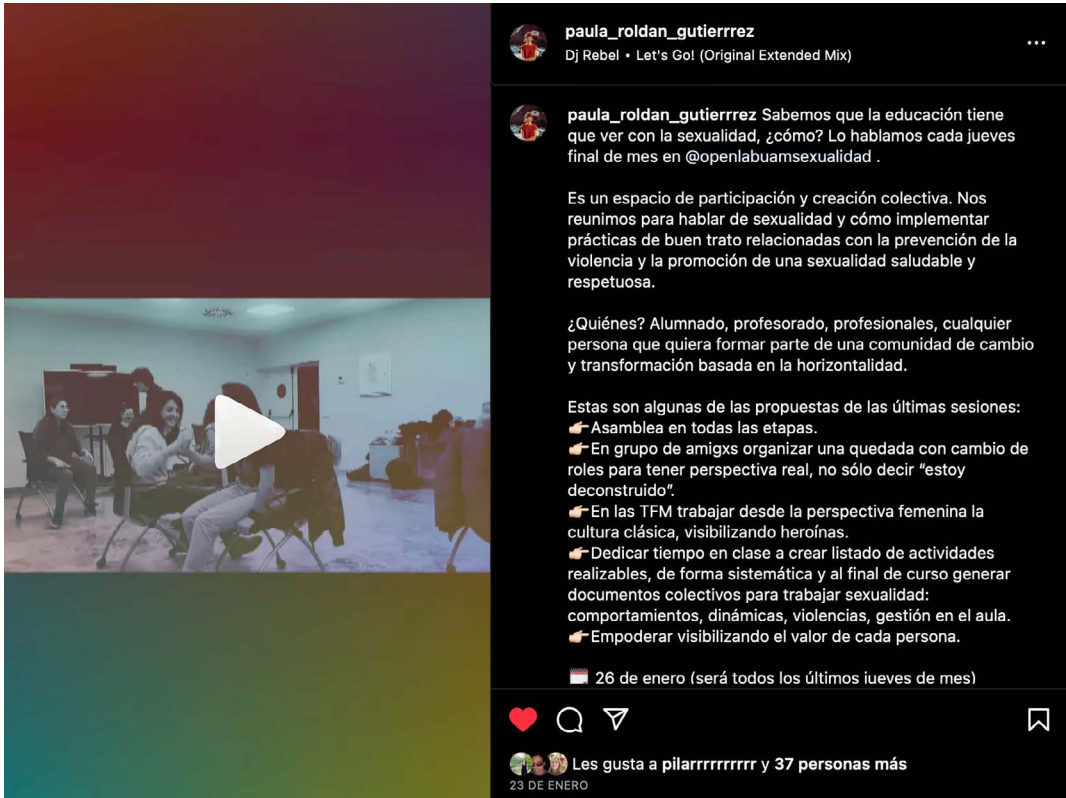 paula_roldan_gutierrrez
Dj Rebel • Let's Go! (Original Extended Mix)
paula_roldan_gutierrrez Sabemos que la educación tiene
que ver con la sexualidad, ¿cómo? Lo hablamos cada jueves
final de mes en @openlabuamsexualidad .
Es un espacio de participación y creación colectiva. Nos
reunimos para hablar de sexualidad y cómo implementar
prácticas de buen trato relacionadas con la prevención de la
violencia y la promoción de una sexualidad saludable y
respetuosa.
¿Quiénes? Alumnado, profesorado, profesionales, cualquier
persona que quiera formar parte de una comunidad de cambio
y transformación basada en la horizontalidad.
Estas son algunas de las propuestas de las últimas sesiones:
👉🏻Asamblea en todas las etapas.
👉🏻En grupo de amigxs organizar una quedada con cambio de
roles para tener perspectiva real, no sólo decir “estoy
deconstruido”.
👉🏻En las TFM trabajar desde la perspectiva femenina la
cultura clásica, visibilizando heroínas.
👉🏻Dedicar tiempo en clase a crear listado de actividades
realizables, de forma sistemática y al final de curso generar
documentos colectivos para trabajar sexualidad:
comportamientos, dinámicas, violencias, gestión en el aula.
👉🏻Empoderar visibilizando el valor de cada persona.
🗓️ 26 de enero (será todos los últimos jueves de mes)
Les gusta a pilarrrrrrrrrr y 37 personas más
23 DE ENERO